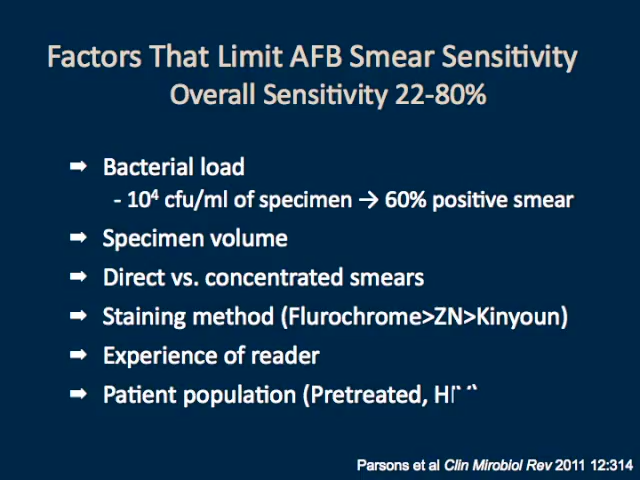 Factors That Limit AFB Smear Sensitivity
Overall Sensitivity 22-80%
➡ Bacterial load
- 10⁴ cfu/ml of specimen → 60% positive smear
➡ Specimen volume
➡ Direct vs. concentrated smears
➡ Staining method (Flurochrome>ZN>Kinyoun)
➡ Experience of reader
➡ Patient population (Pretreated,
Parsons et al Clin Mirobiol Rev 2011 12:314